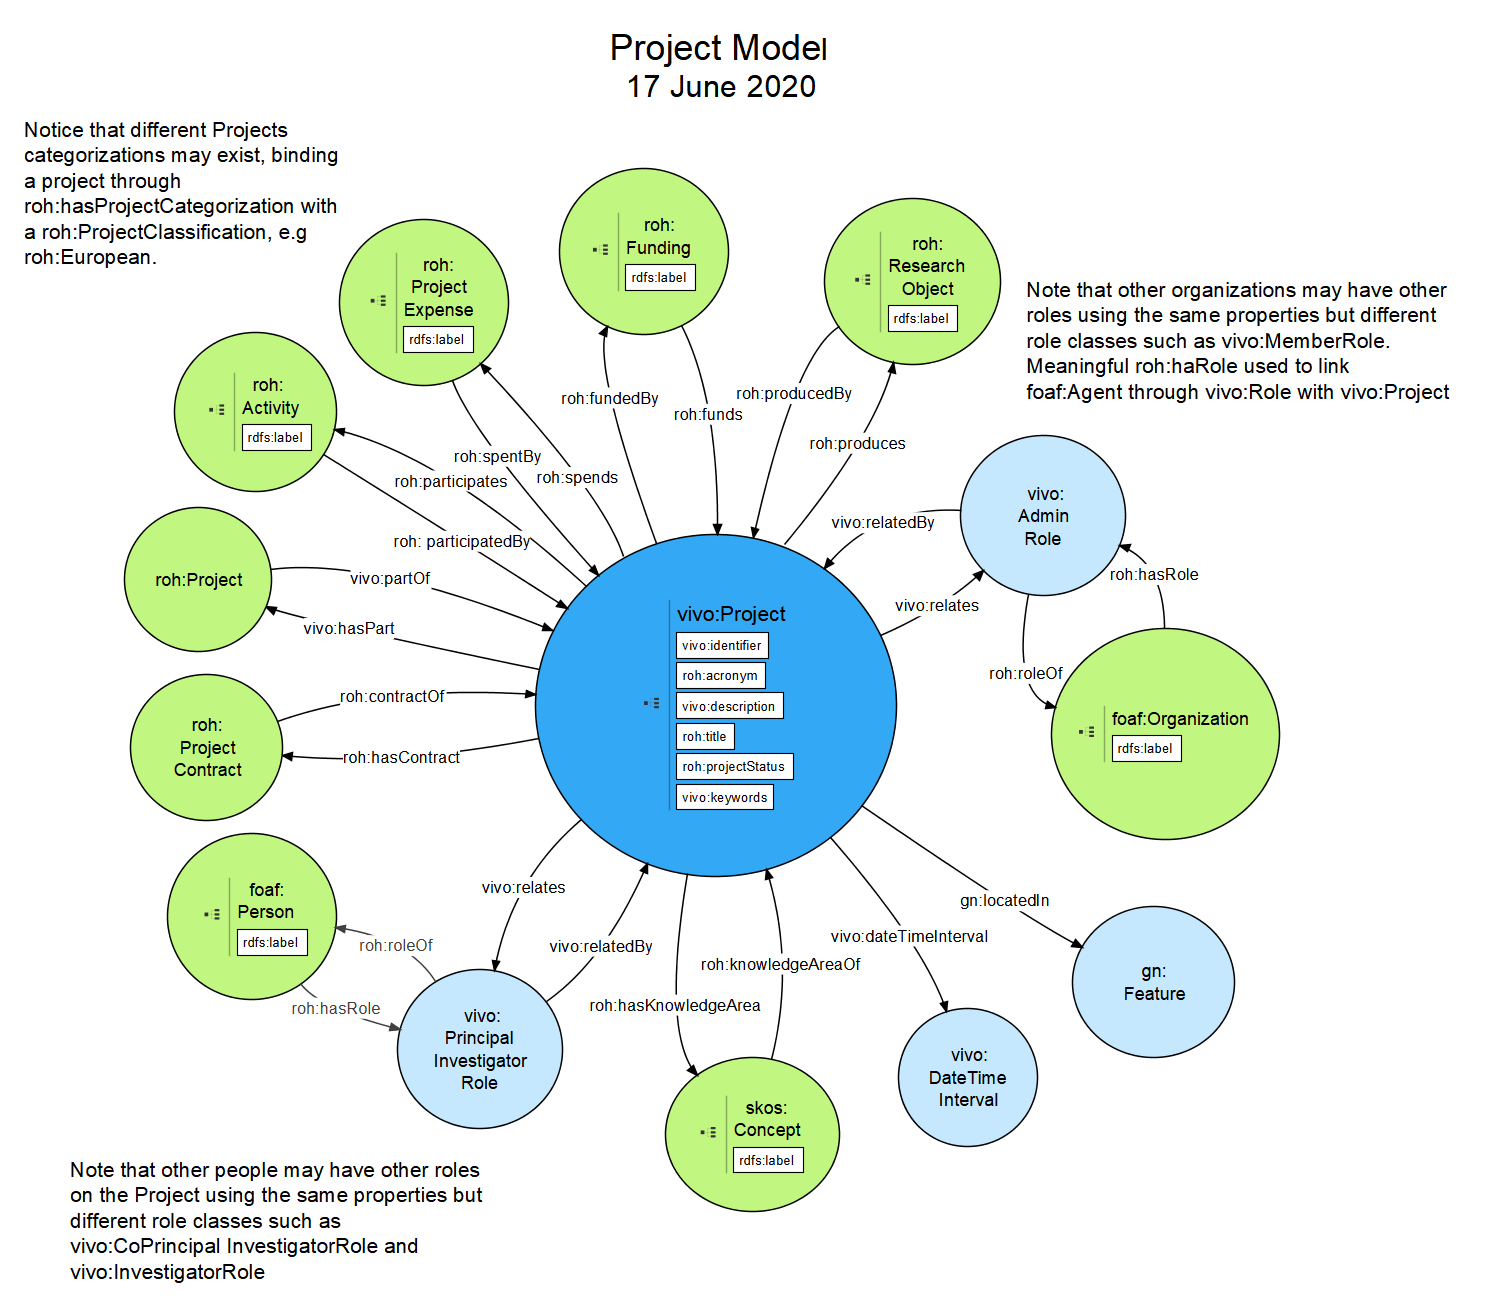 Project Model
17 June 2020
Notice that different Projects
categorizations may exist, binding
a project through
roh:hasProjectCategorization with
a roh:ProjectClassification, e.g
roh:European.
roh:
Funding
rdfs:label
roh:
Research
Object
rdfs:label
roh:
Project
Expense
rdfs:label
Note that other organizations may have other
roles using the same properties but different
role classes such as vivo:MemberRole.
Meaningful roh:haRole used to link
foaf:Agent through vivo:Role with vivo:Project
roh:
Activity
rdfs:label
roh:fundedBy
roh:funds
roh:producedBy
roh:produces
roh:spentBy
roh:spends
roh:participates
roh: participatedBy
vivo:
Admin
Role
vivo:relatedBy
vivo:relates
roh:hasRole
roh:roleOf
roh:Project
vivo:partOf
vivo:hasPart
vivo:Project
vivo:identifier
roh:acronym
vivo:description
roh:title
roh:projectStatus
vivo:keywords
foaf:Organization
rdfs:label
roh:
Project
Contract
roh:contractOf
roh:hasContract
foaf:
Person
rdfs:label
vivo:relates
vivo:relatedBy
roh:roleOf
roh:hasRole
roh:knowledgeAreaOf
roh:hasKnowledgeArea
vivo:dateTimeInterval
gn:locatedIn
gn:
Feature
vivo:
Principal
Investigator
Role
vivo:
DateTime
Interval
skos:
Concept
rdfs:label
Note that other people may have other roles
on the Project using the same properties but
different role classes such as
vivo:CoPrincipal InvestigatorRole and
vivo:InvestigatorRole